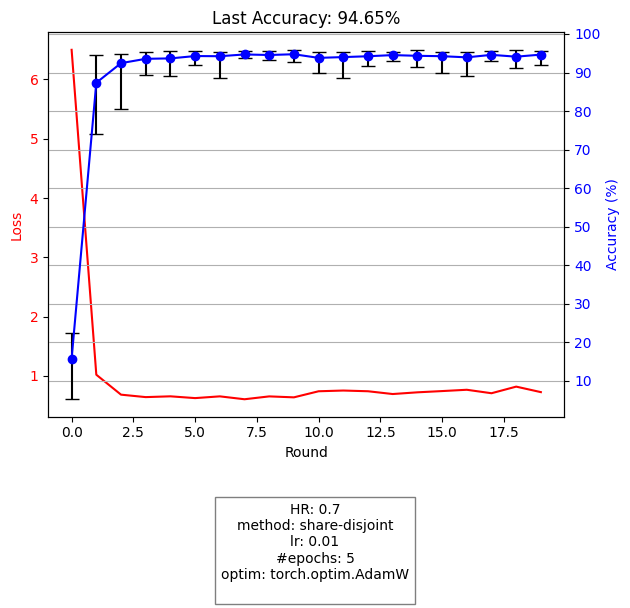 Last Accuracy: 94.65%
6
5
4
3
2
1
Loss
100
90
80
70
60
50
40
30
20
10
Accuracy (%)
0.0 2.5 5.0 7.5 10.0 12.5 15.0 17.5
Round
HR: 0.7
method: share-disjoint
lr: 0.01
#epochs: 5
optim: torch.optim.AdamW